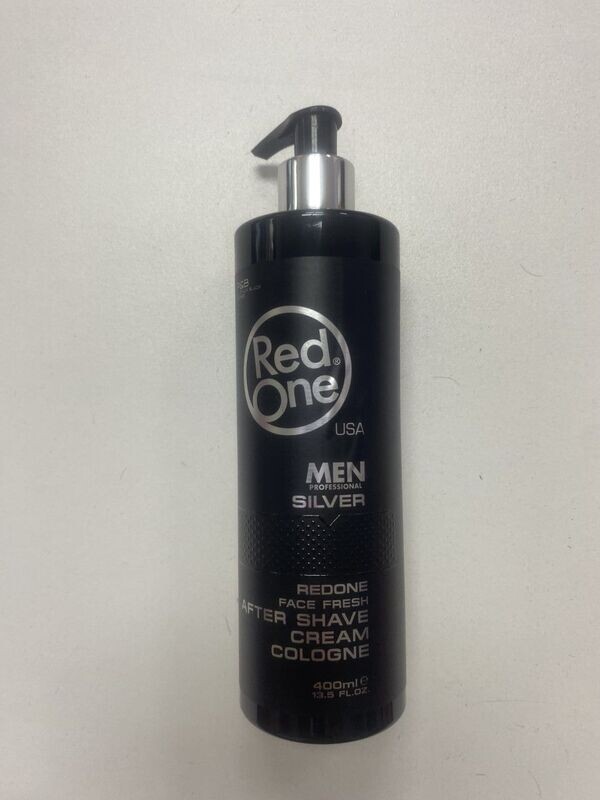 Red®
One
USA
MEN
PROFESSIONAL
SILVER
REDONE
FACE FRESH
AFTER SHAVE
CREAM
COLOGNE
400ml e
13.5 FL.OZ.